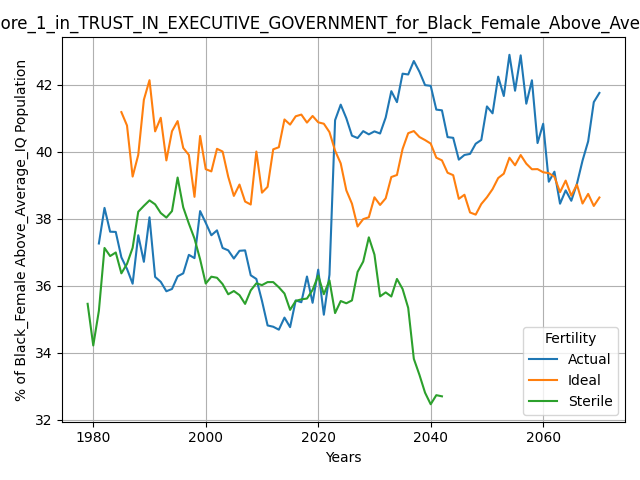 ore_1_in_TRUST_IN_EXECUTIVE_GOVERNMENT_for_Black_Female_Above_Ave
% of Black_Female Above_Average_IQ Population
42
40
38
36
34
32
1980 2000 2020 2040 2060
Years
Fertility
Actual
Ideal
Sterile